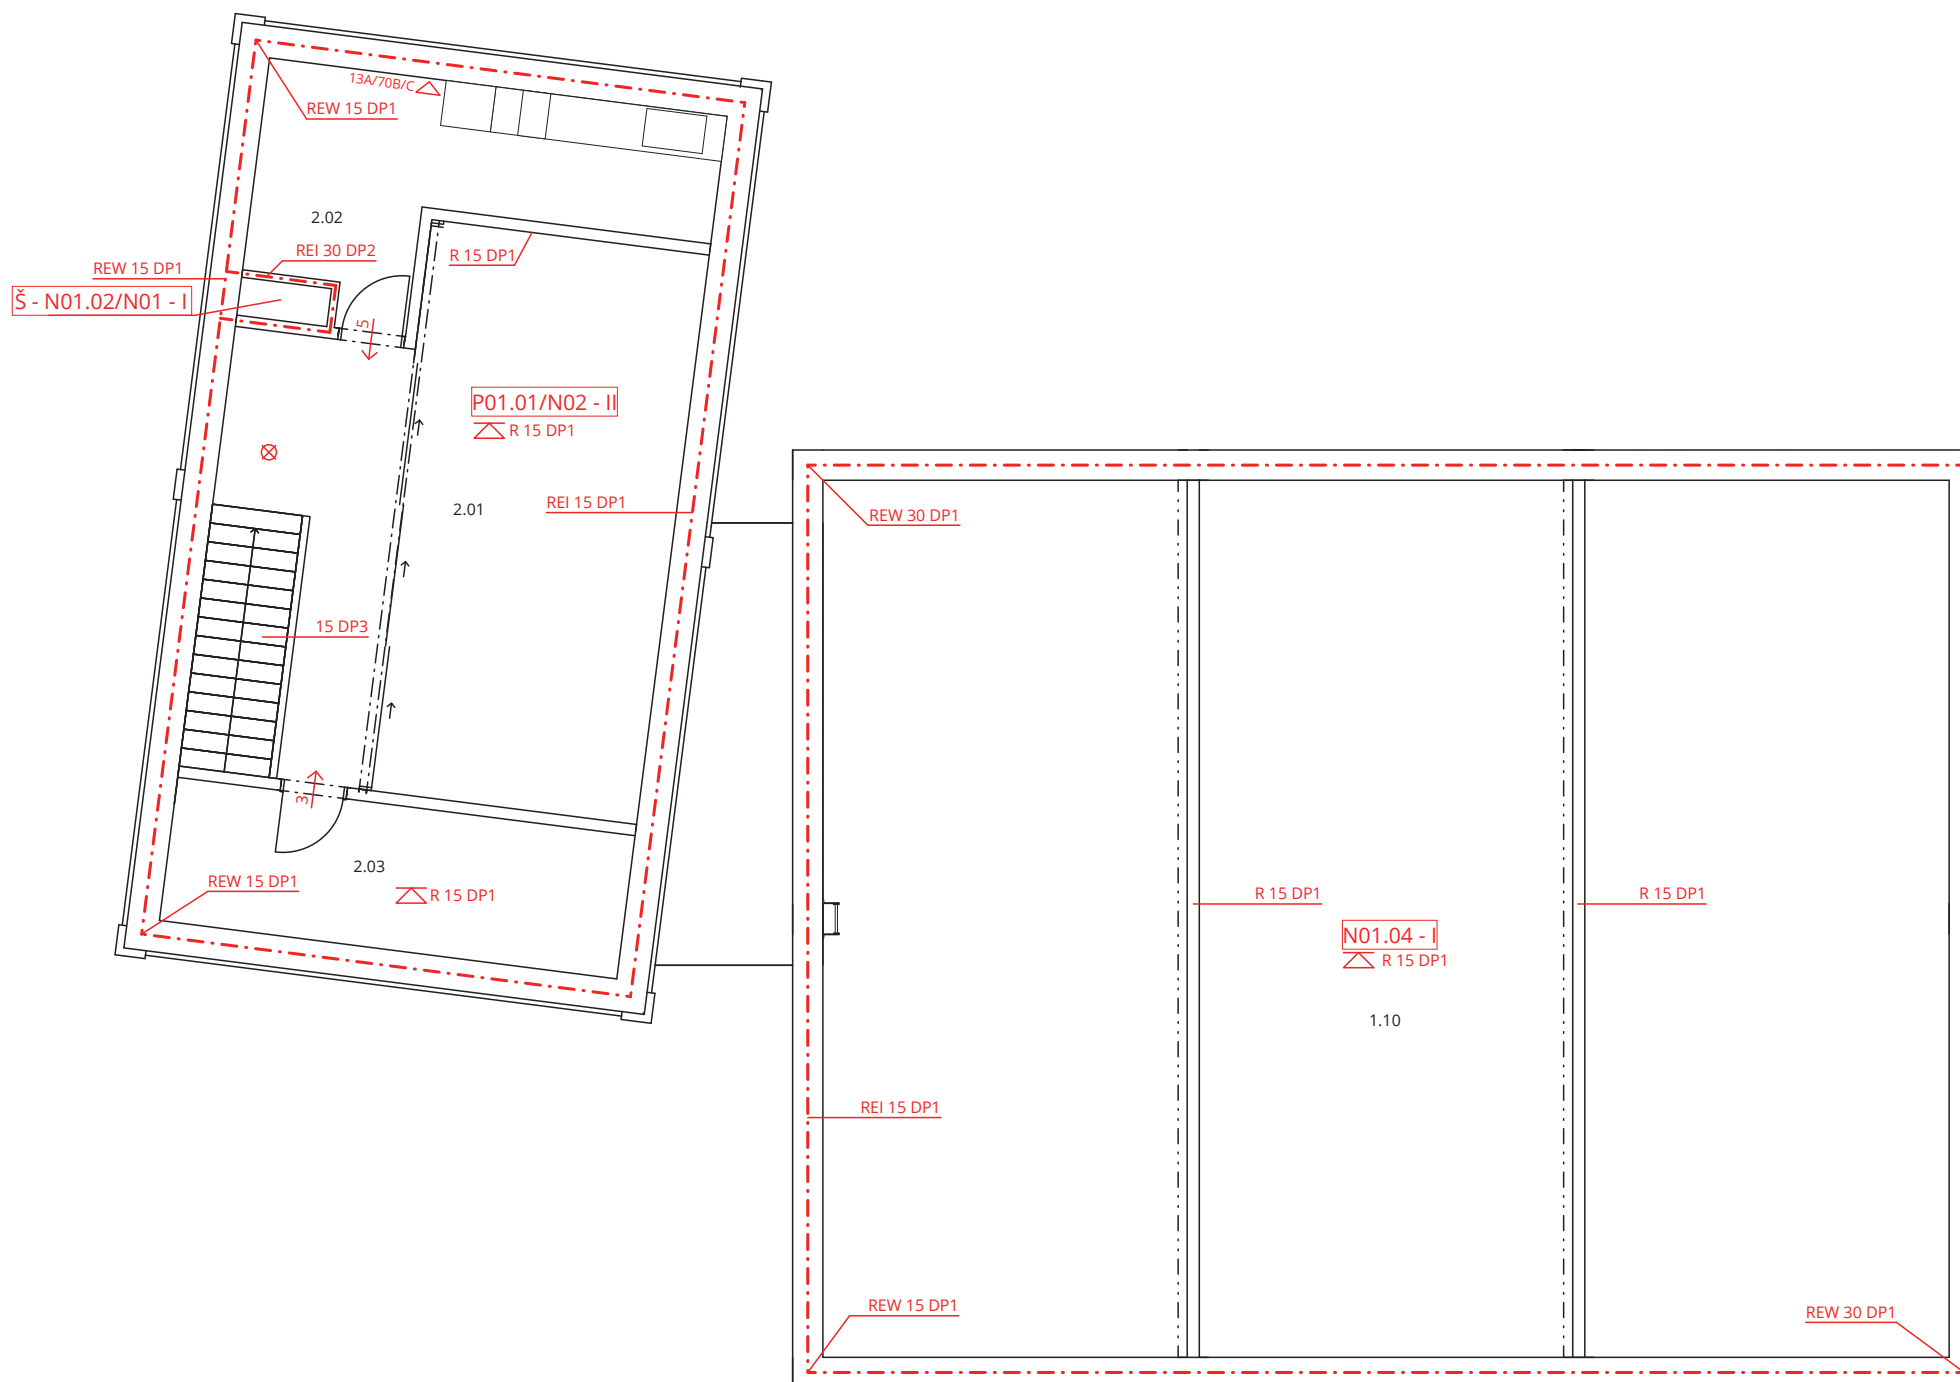 13A/70B/C
REW 15 DP1
2.02
REI 30 DP2
R 15 DP1
REW 15 DP1
Š - N01.02/N01 - I
5
P01.01/N02 - II
R 15 DP1
2.01
REI 15 DP1
REW 30 DP1
15 DP3
3
2.03
REW 15 DP1
R 15 DP1
R 15 DP1
R 15 DP1
N01.04 - I
R 15 DP1
1.10
REI 15 DP1
REW 15 DP1
REW 30 DP1